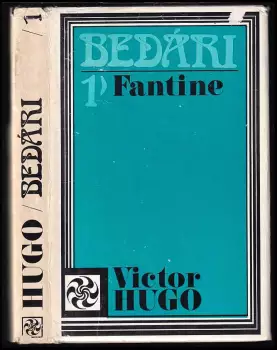 BEDÁRI
1 Fantine
Victor
HUGO
HUGO / BEDÁRI / 1